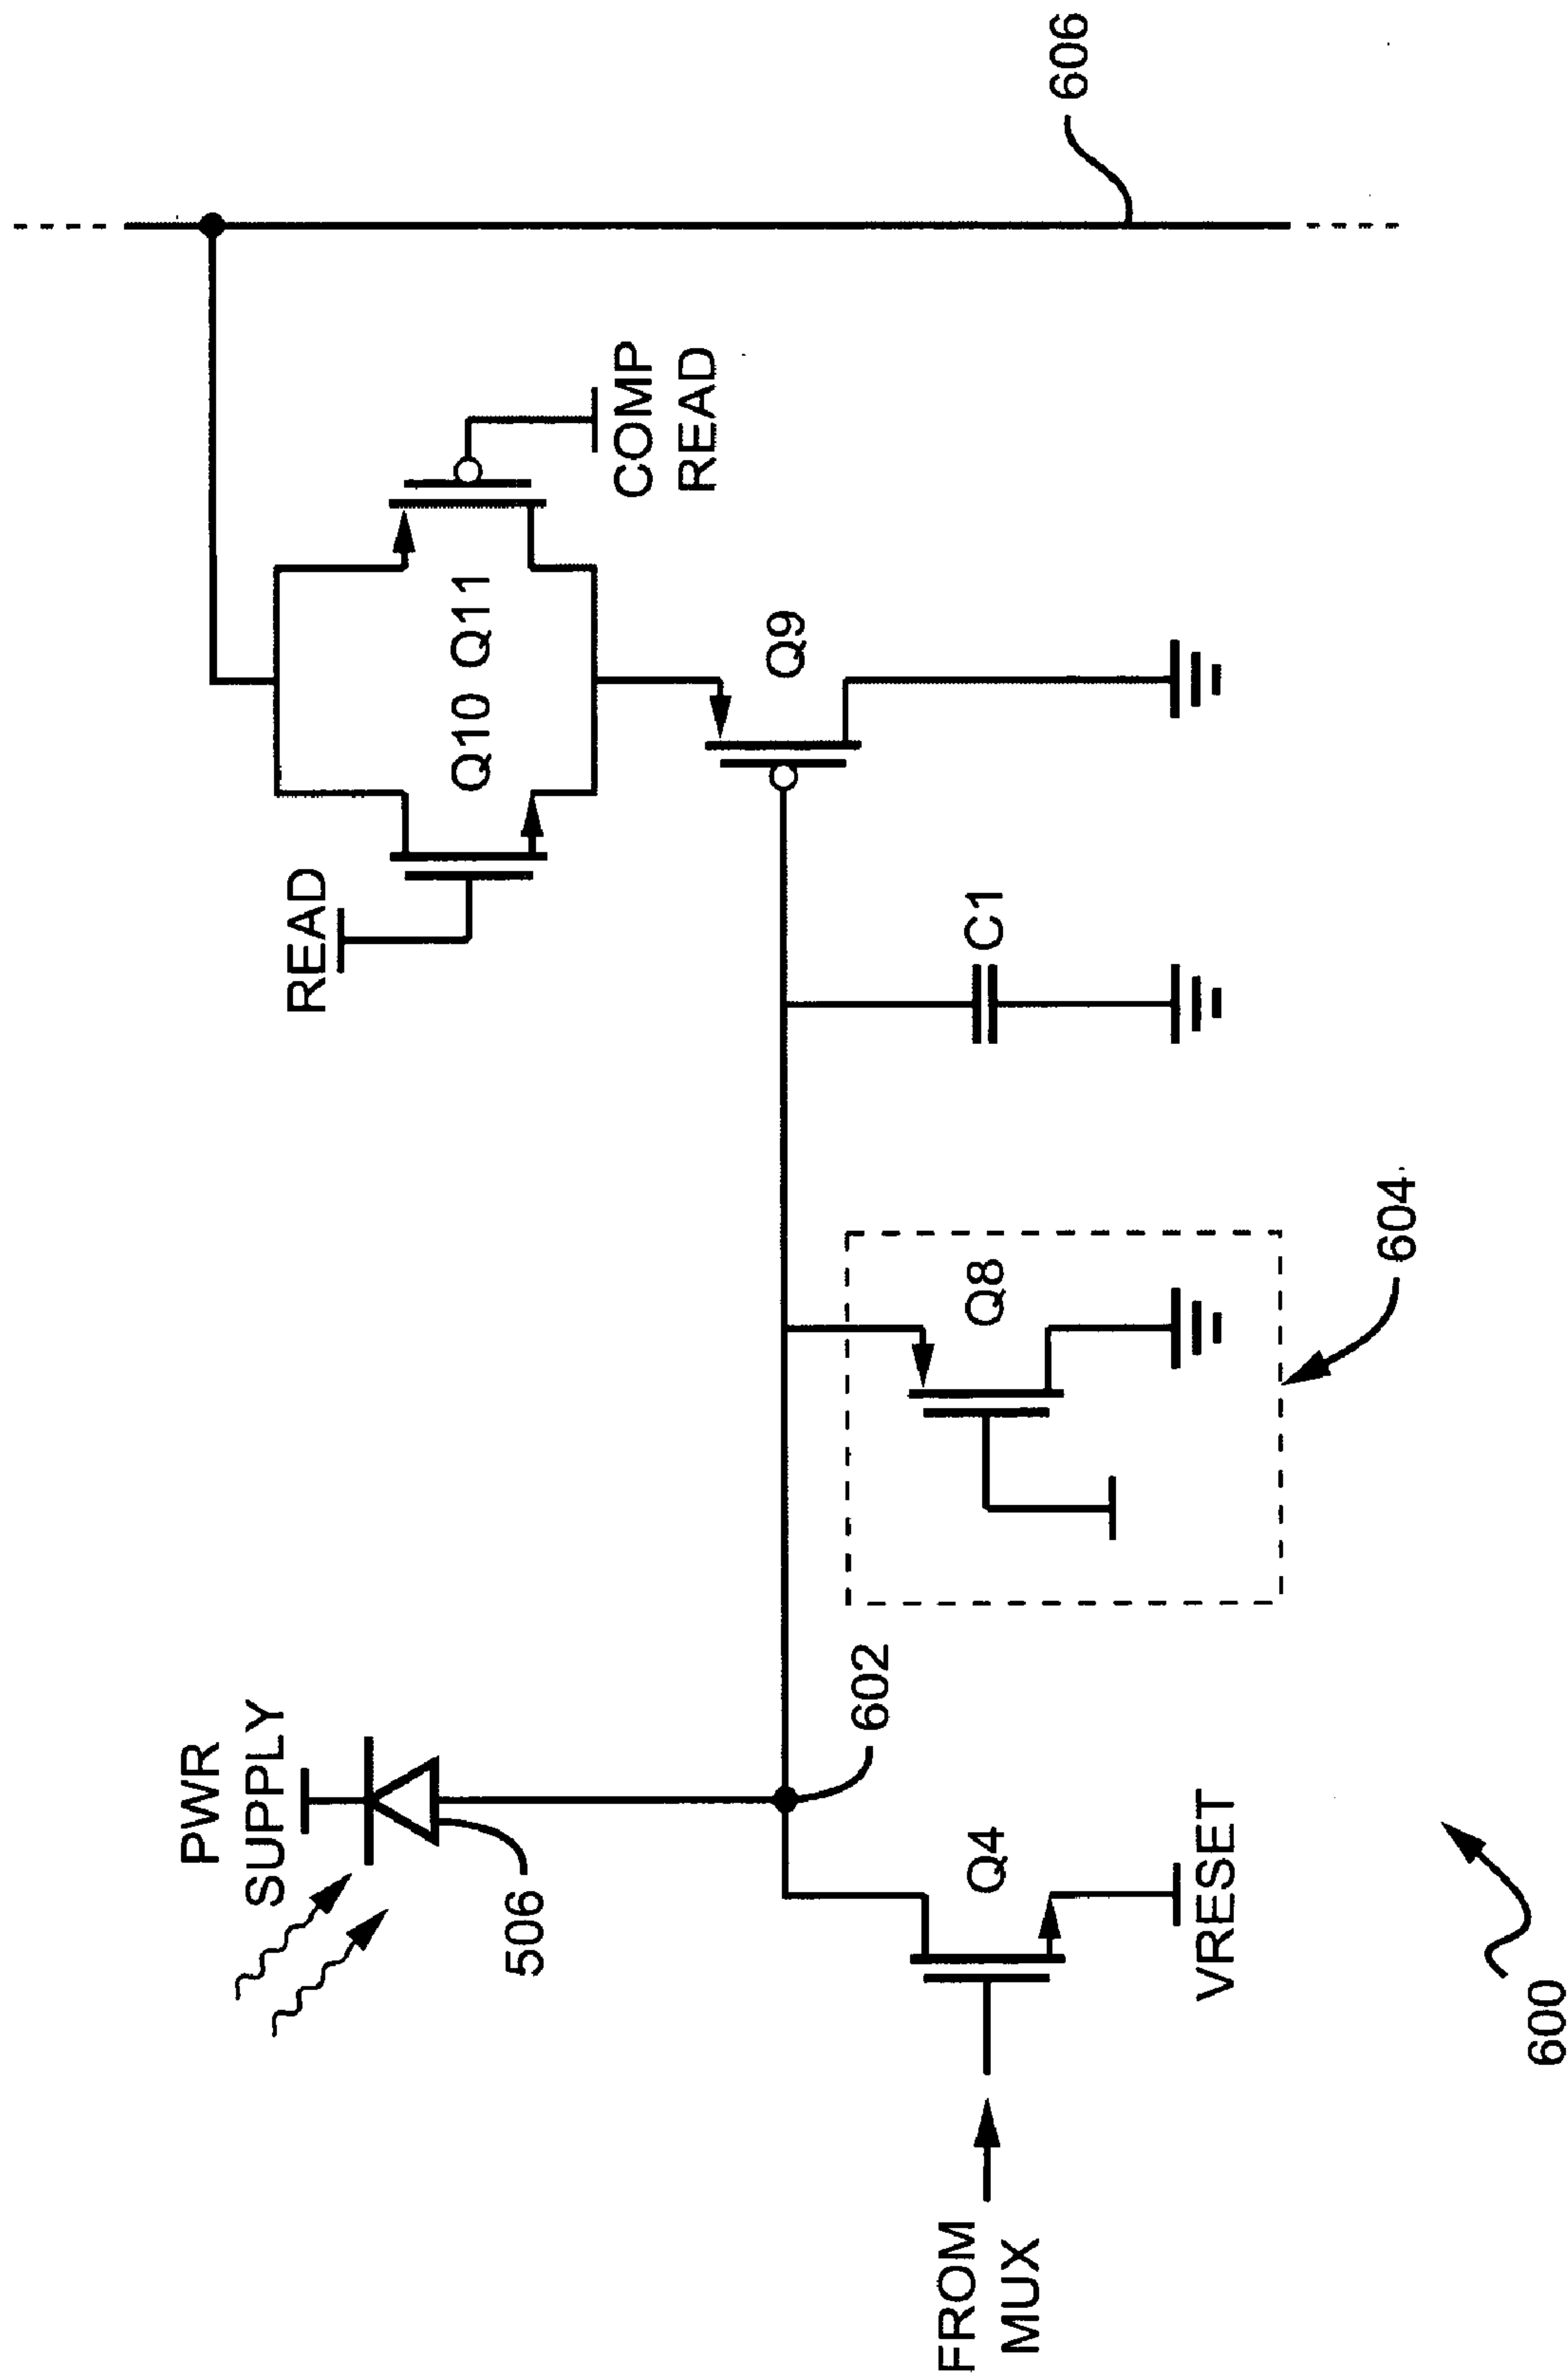 PWR
SUPPLY
506
602
FROM
MUX
Q4
VRESET
600
Q8
604
C1
READ
Q10 Q11
COMP
READ
Q9
606